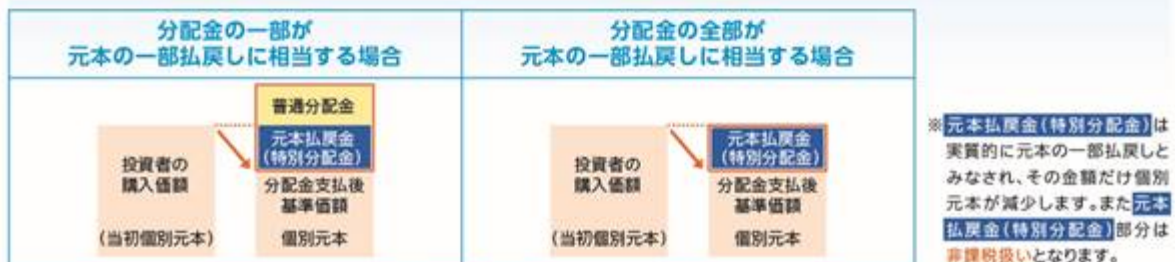 分配金の一部が
元本の一部払戻しに相当する場合
普通分配金
元本払戻金
(特別分配金)
投資者の
購入価額
(当初個別元本)
分配金支払後
基準価額
個別元本
分配金の全部が
元本の一部払戻しに相当する場合
元本払戻金
(特別分配金)
投資者の
購入価額
(当初個別元本)
分配金支払後
基準価額
個別元本
※元本払戻金(特別分配金)は
実質的に元本の一部払戻しと
みなされ、その金額だけ個別
元本が減少します。また元本
払戻金(特別分配金)部分は
非課税扱いとなります。